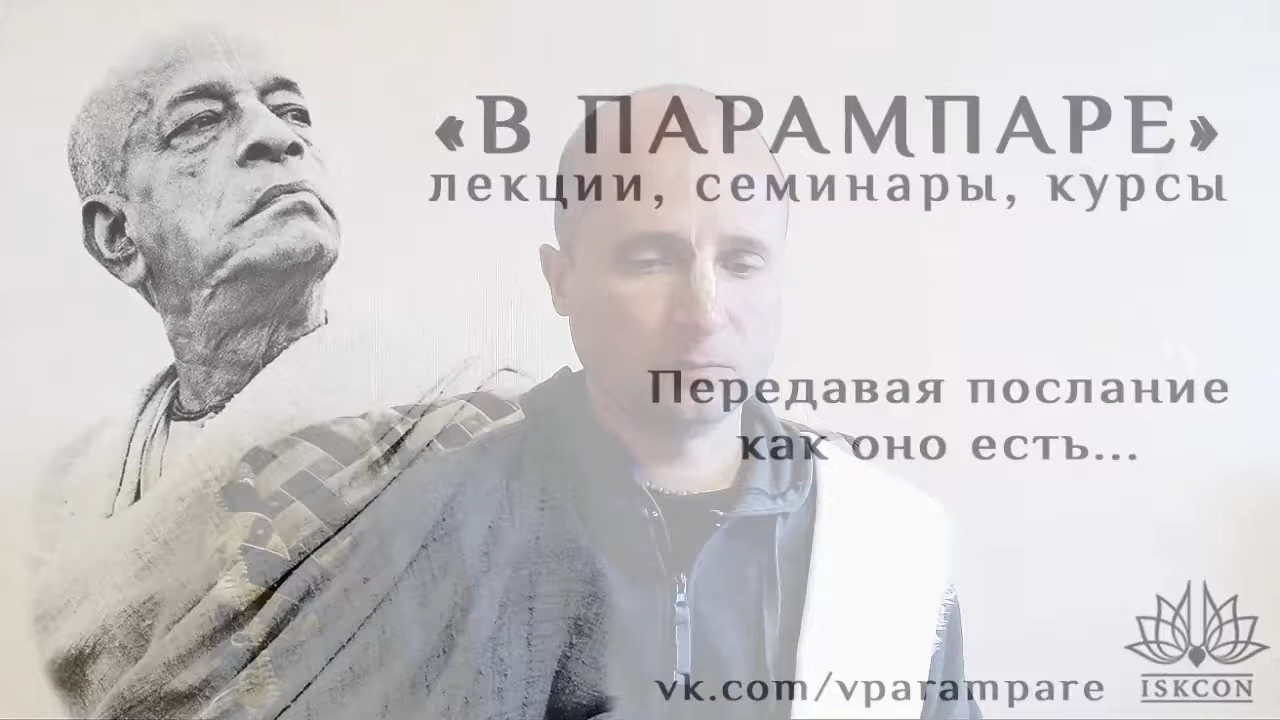 «В ПАРАМПАРЕ»
лекции, семинары, курсы
Передавая послание
как оно есть...
vk.com/vparampare
ISKCON